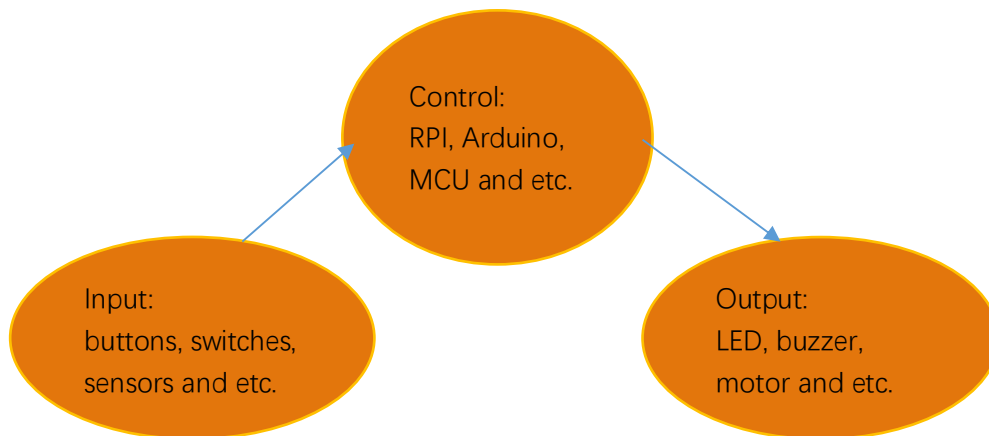 Control:
RPI, Arduino,
MCU and etc.
Input:
buttons, switches,
sensors and etc.
Output:
LED, buzzer,
motor and etc.